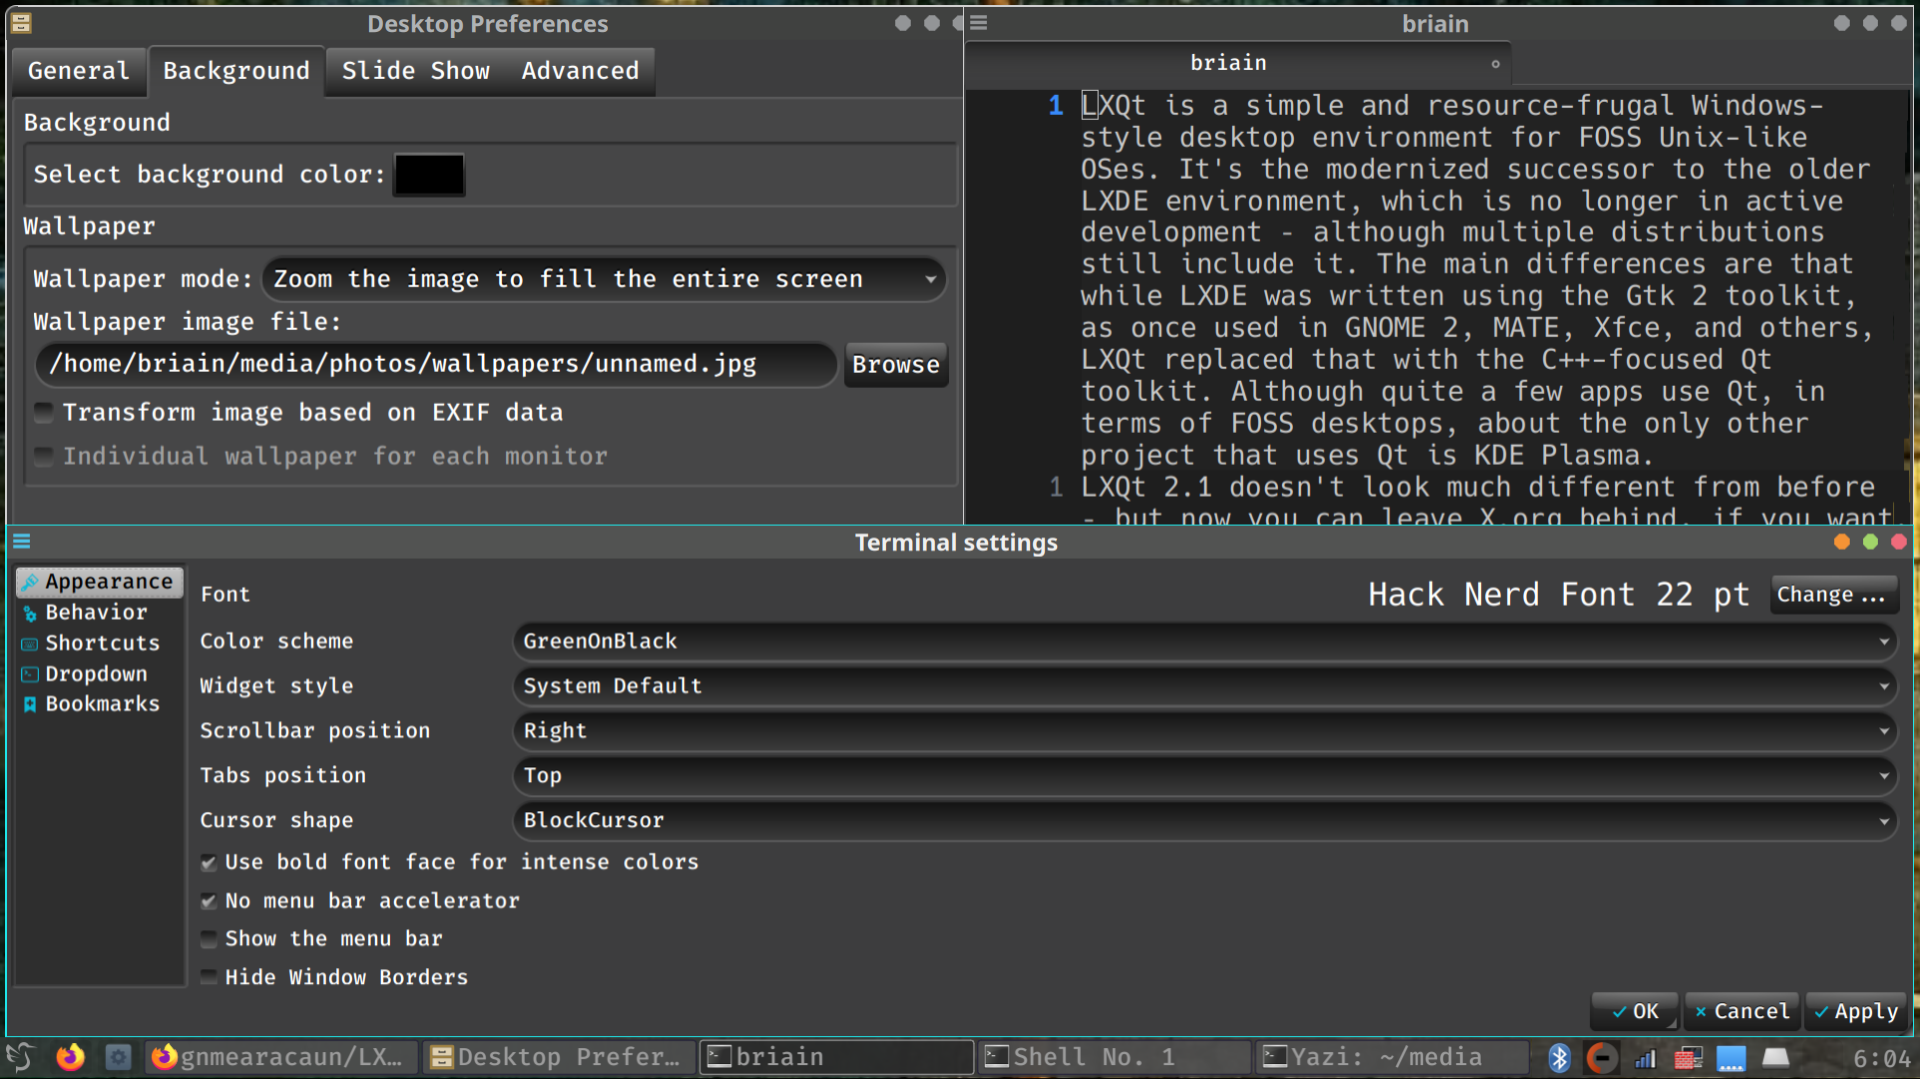 Desktop Preferences
General
Background
Slide Show
Advanced
Background
Select background color:
Wallpaper
Wallpaper mode: Zoom the image to fill the entire screen
Wallpaper image file:
/home/briain/media/photos/wallpapers/unnamed.jpg
Browse
Transform image based on EXIF data
Individual wallpaper for each monitor
briain
briain
1 LXQt is a simple and resource-frugal Windows-
style desktop environment for FOSS Unix-like
OSes. It's the modernized successor to the older
LXDE environment, which is no longer in active
development - although multiple distributions
still include it. The main differences are that
while LXDE was written using the Gtk 2 toolkit,
as once used in GNOME 2, MATE, Xfce, and others,
LXQt replaced that with the C++-focused Qt
toolkit. Although quite a few apps use Qt, in
terms of FOSS desktops, about the only other
project that uses Qt is KDE Plasma.
1 LXQt 2.1 doesn't look much different from before
- but now you can leave X.org behind, if you want.
Terminal settings
Appearance
Behavior
Shortcuts
Dropdown
Bookmarks
Font
Hack Nerd Font 22 pt
Change ...
Color scheme
GreenOnBlack
Widget style
System Default
Scrollbar position
Right
Tabs position
Top
Cursor shape
BlockCursor
Use bold font face for intense colors
No menu bar accelerator
Show the menu bar
Hide Window Borders
OK
Cancel
Apply
gnmearacaun/LX...
Desktop Prefer...
briain
Shell No. 1
Yazi: ~/media
6:04